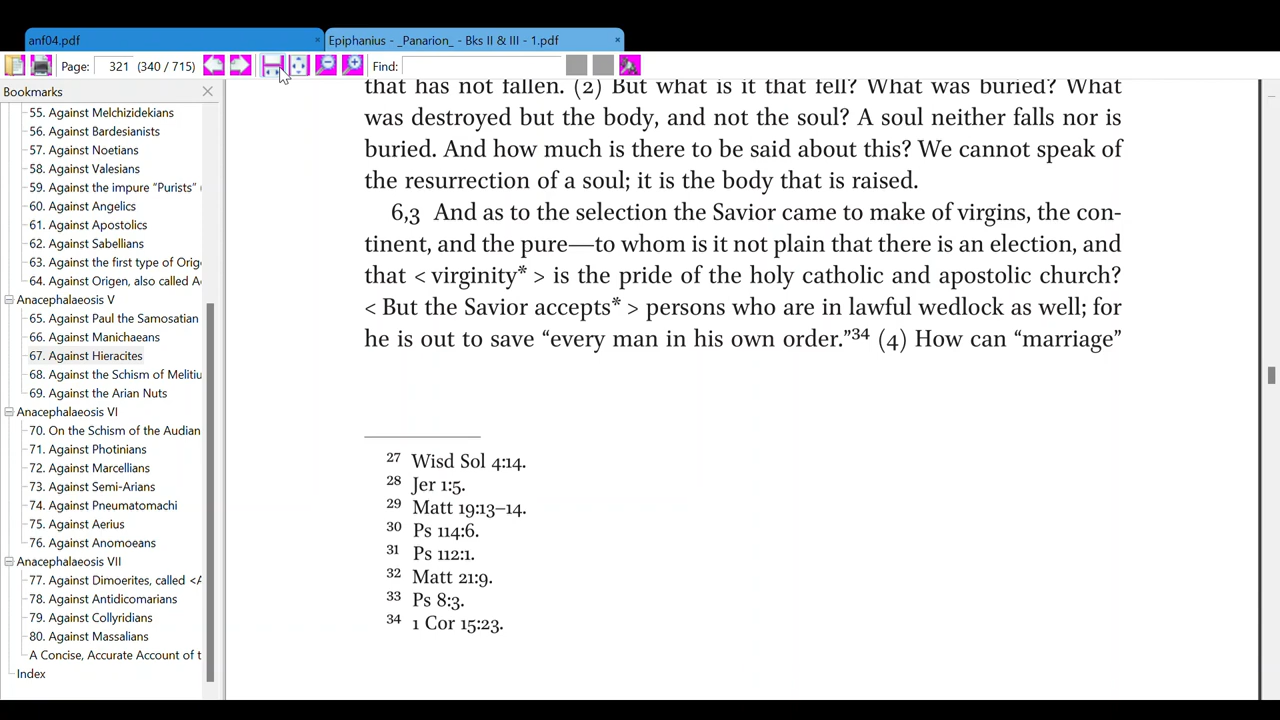 anf04.pdf
×
Epiphanius - _Panarion_ - Bks II & III - 1.pdf
×
Page: 321 (340 / 715)
Find:
Bookmarks
55. Against Melchizidekians
56. Against Bardesianists
57. Against Noetians
58. Against Valesians
59. Against the impure “Purists” (
60. Angelics
61. Against Apostolics
62. Against Sabellians
63. Against the first type of Orig
64. Against Origen, also called A
Anacephalaeosis V
65. Against Paul the Samosatian
66. Against Manichaeans
67. Against Hieracites
68. Against the Schism of Melitiu
69. Against the Arian Nuts
Anacephalaeosis VI
70. On the Schism of the Audian
71. Against Photinians
72. Against Marcellians
73. Against Semi-Arians
74. Against Pneumatomachi
75. Against Aerius
76. Against Anomoeans
Anacephalaeosis VII
77. Against Dimoerites, called <A
78. Against Antidicomarians
79. Against Collyridians
80. Against Massalians
A Concise, Accurate Account of t
Index
that has not fallen. (2) But what is it that fell? What was buried? What
was destroyed but the body, and not the soul? A soul neither falls nor is
buried. And how much is there to be said about this? We cannot speak of
the resurrection of a soul; it is the body that is raised.
6,3 And as to the selection the Savior came to make of virgins, the con-
tinent, and the pure—to whom is it not plain that there is an election, and
that < virginity* > is the pride of the holy catholic and apostolic church?
< But the Savior accepts* > persons who are in lawful wedlock as well; for
he is out to save “every man in his own order.”34 (4) How can “marriage”
27 Wisd Sol 4:14.
28 Jer 1:5.
29 Matt 19:13–14.
30 Ps 114:6.
31 Ps 112:1.
32 Matt 21:9.
33 Ps 8:3.
34 1 Cor 15:23.